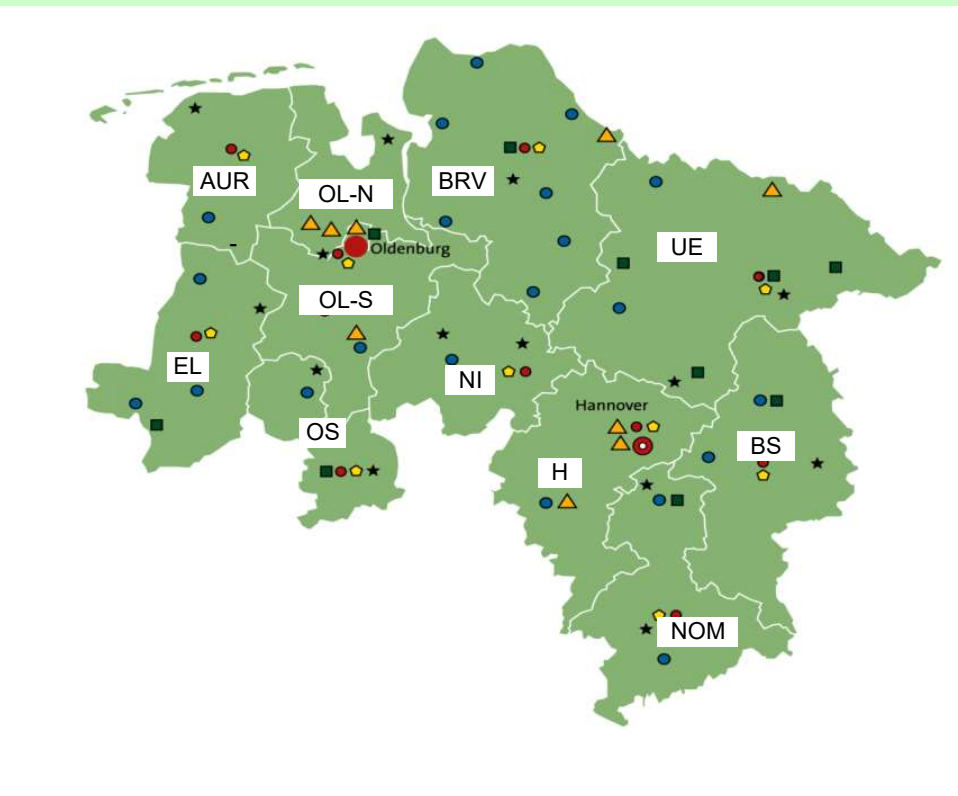 AUR
OL-N
BRV
UE
-
Oldenburg
OL-S
EL
NI
Hannover
OS
BS
H
NOM